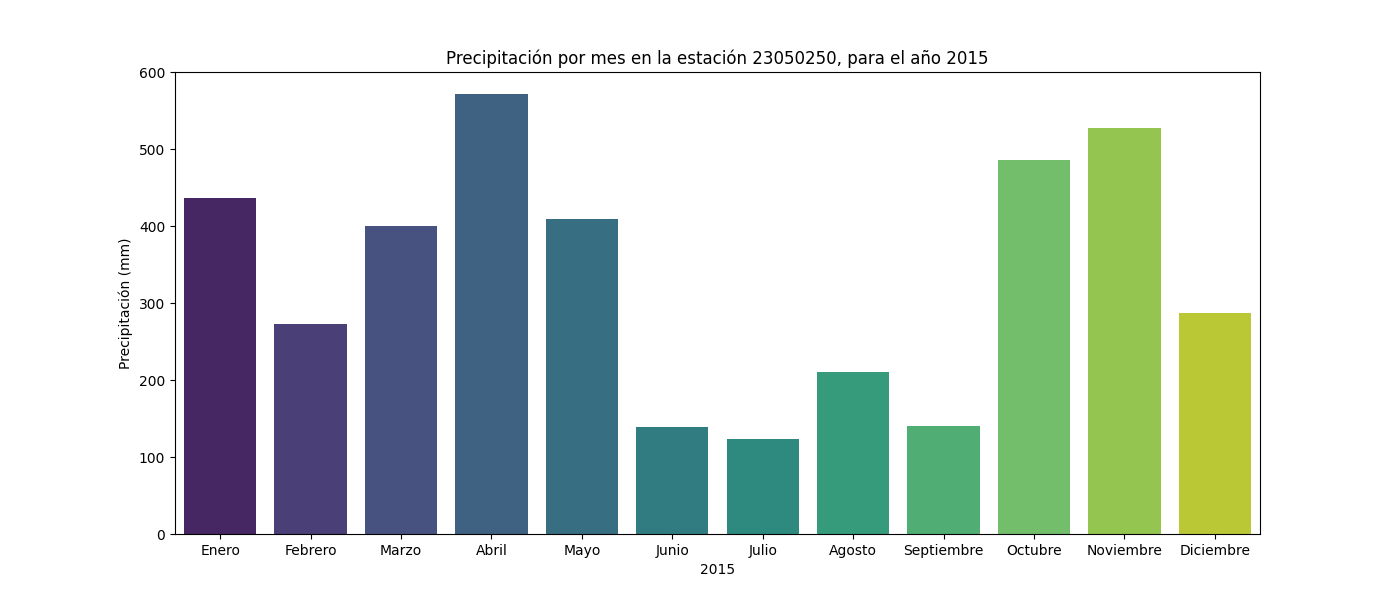 Precipitación por mes en la estación 23050250, para el año 2015
600
500
400
300
200
100
0
Precipitación (mm)
Enero Febrero Marzo Abril Mayo Junio Julio Agosto Septiembre Octubre Noviembre Diciembre
2015